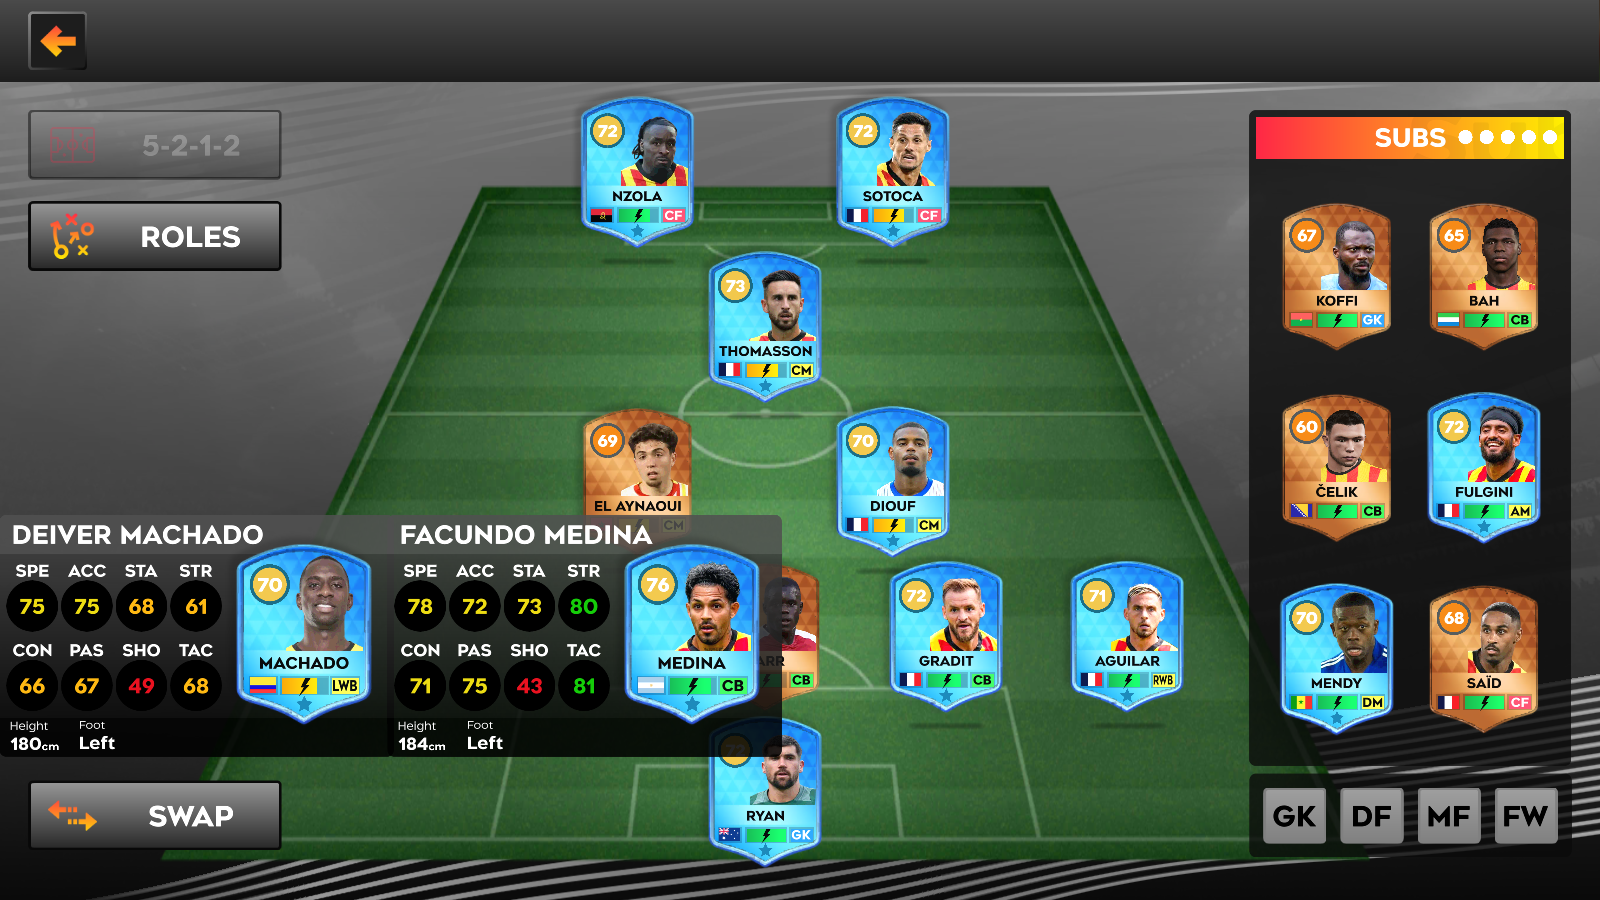 5-2-1-2
ROLES
72
NZOLA
CF
72
SOTOCA
CF
73
THOMASSON
CM
69
EL AYNAOUI
CM
70
DIOUF
CM
DEIVER MACHADO
SPE ACC STA STR
75 75 68 61
CON PAS SHO TAC
66 67 49 68
Height
180cm
Foot
Left
70
MACHADO
LWB
FACUNDO MEDINA
SPE ACC STA STR
78 72 73 80
CON PAS SHO TAC
71 75 43 81
Height
184cm
Foot
Left
76
MEDINA
CB
ARR
CB
72
GRADIT
CB
71
AGUILAR
RWB
RYAN
GK
SWAP
SUBS
67
KOFFI
GK
65
BAH
CB
60
ČELIK
CB
72
FULGINI
AM
70
MENDY
DM
68
SAÏD
CF
GK DF MF FW